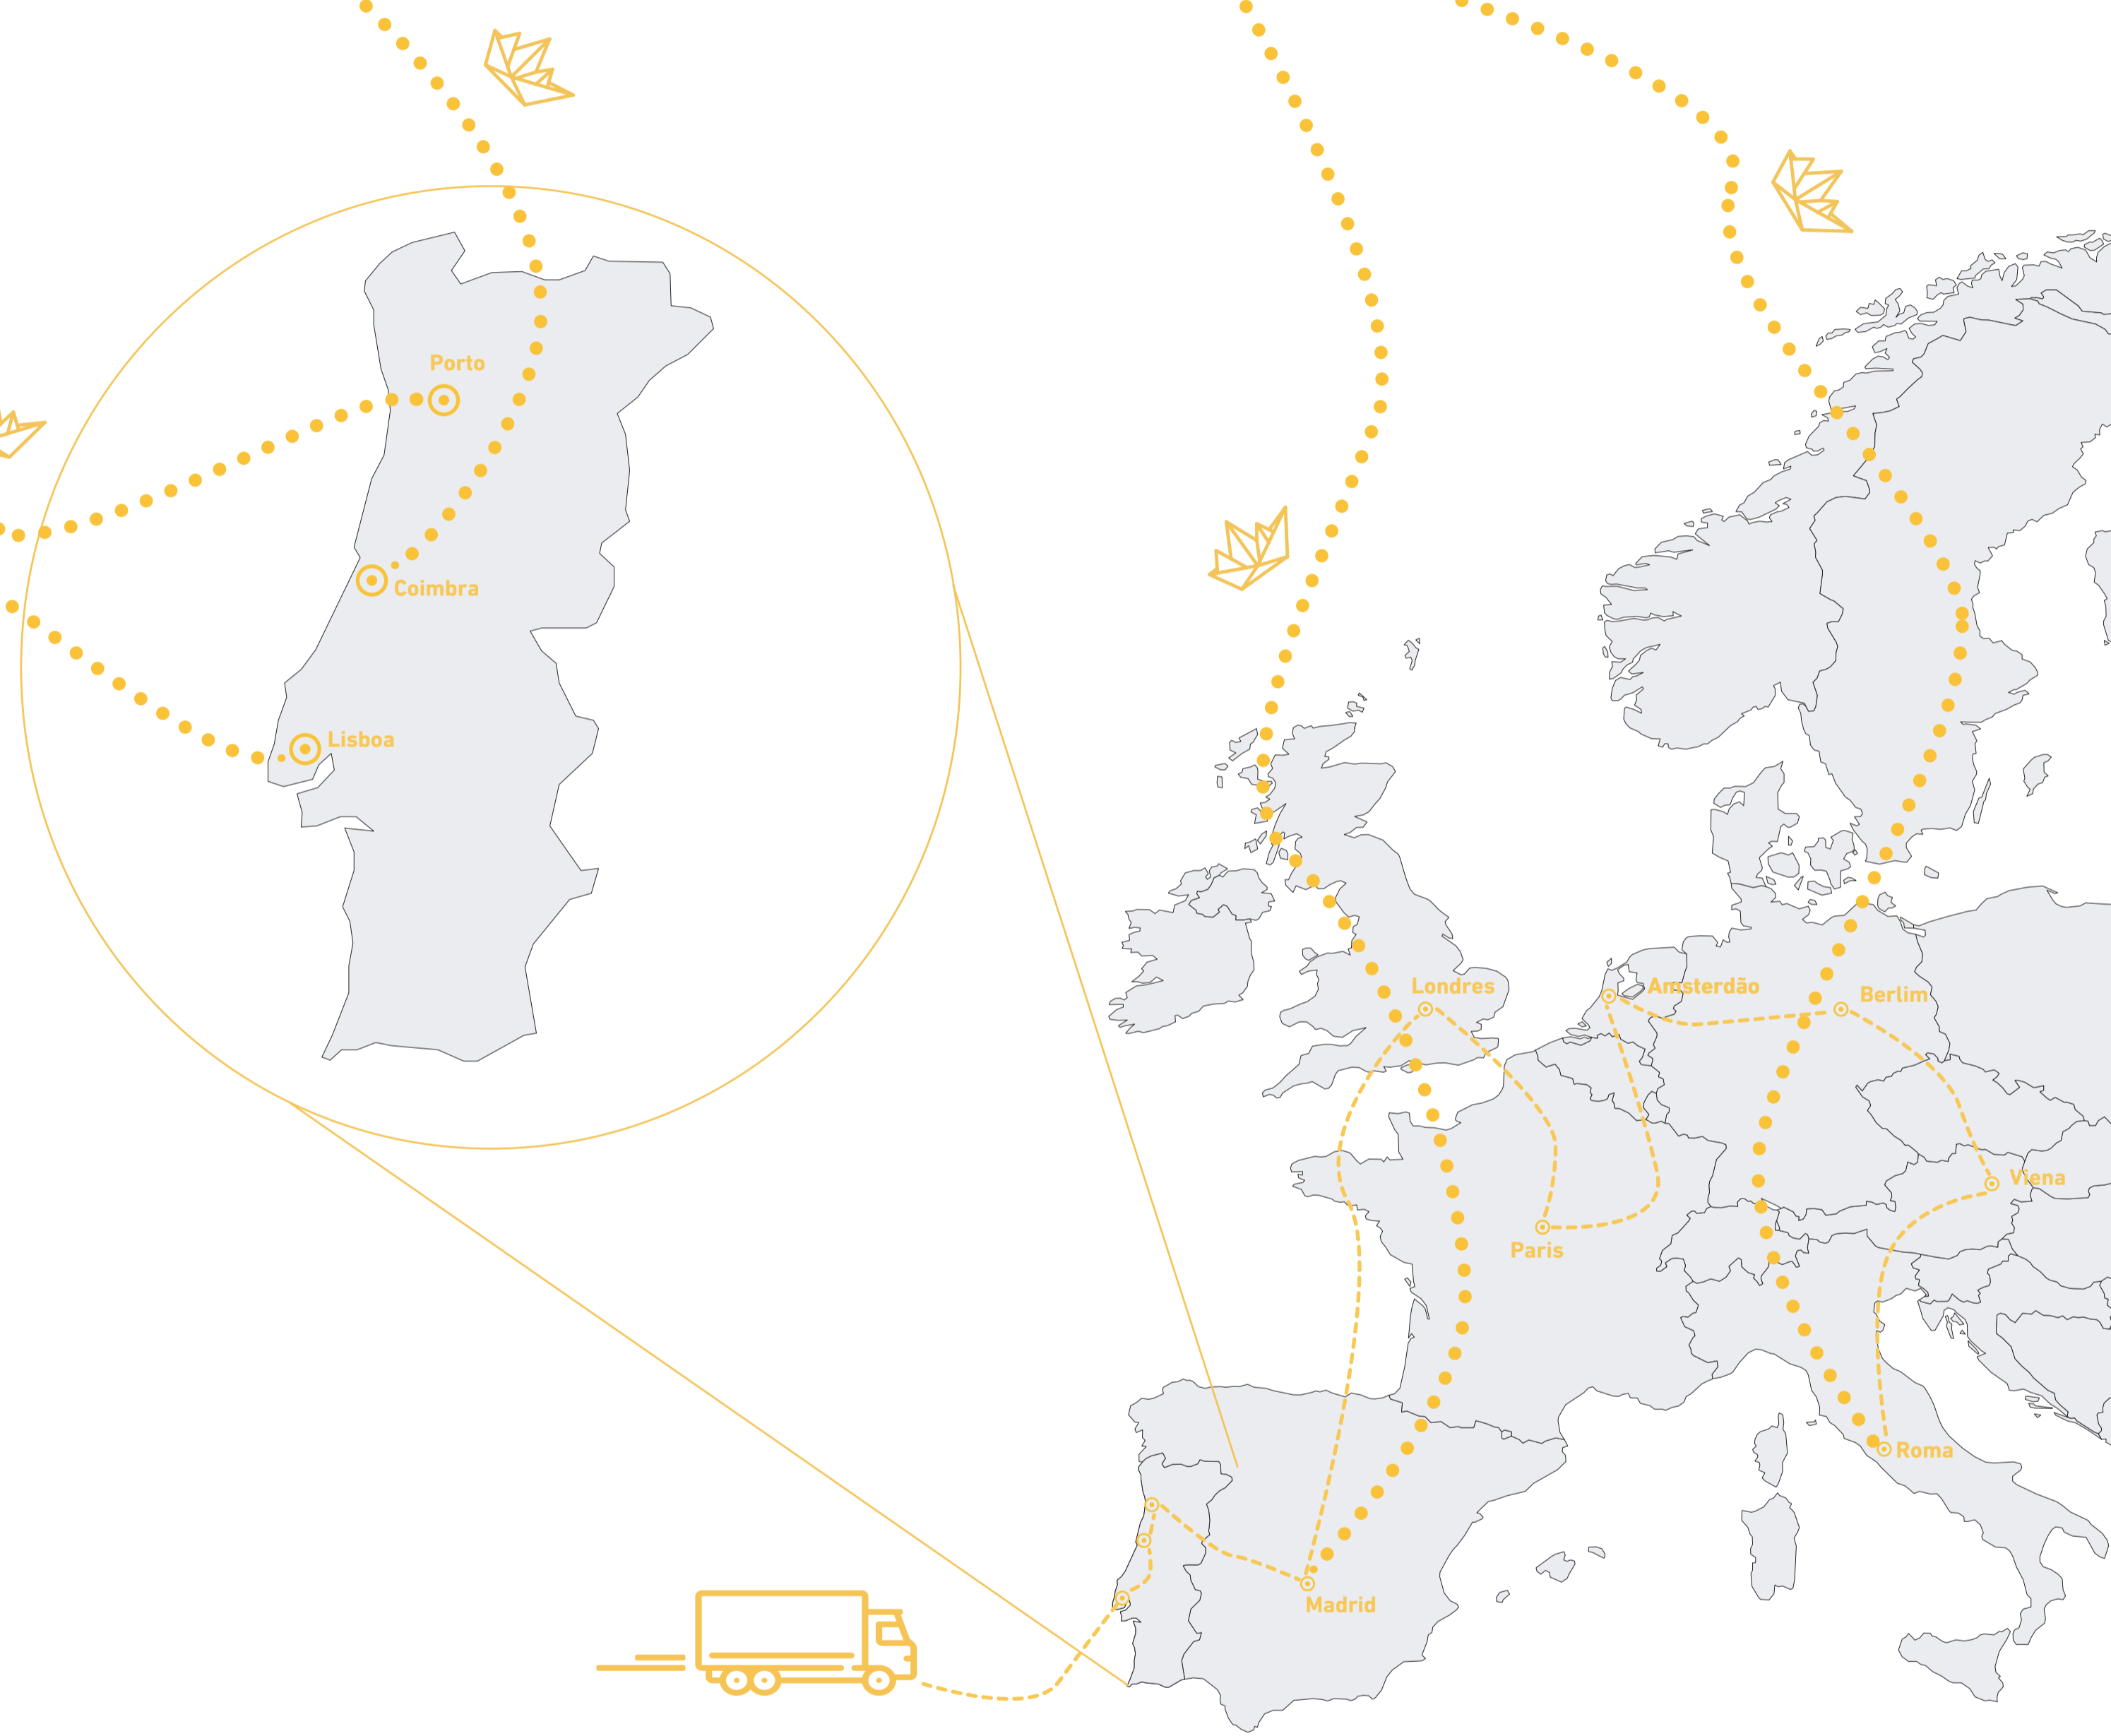 Porto
Coimbra
Lisboa
Londres
Amsterdão
Berlim
Viena
Paris
Roma
Madrid